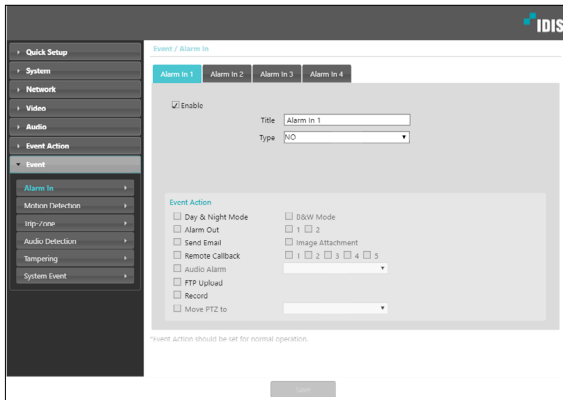 IDIS
Quick Setup
System
Network
Video
Audio
Event Action
Event
Alarm In
Motion Detection
Trip-Zone
Audio Detection
Tampering
System Event
Event / Alarm In
Alarm In 1 Alarm In 2 Alarm In 3 Alarm In 4
Enable
Title Alarm In 1
Type NO
Event Action
Day & Night Mode B&W Mode
Alarm Out 1 2
Send Email Image Attachment
Remote Callback 1 2 3 4 5
Audio Alarm
FTP Upload
Record
Move PTZ to
*Event Action should be set for normal operation.
Save